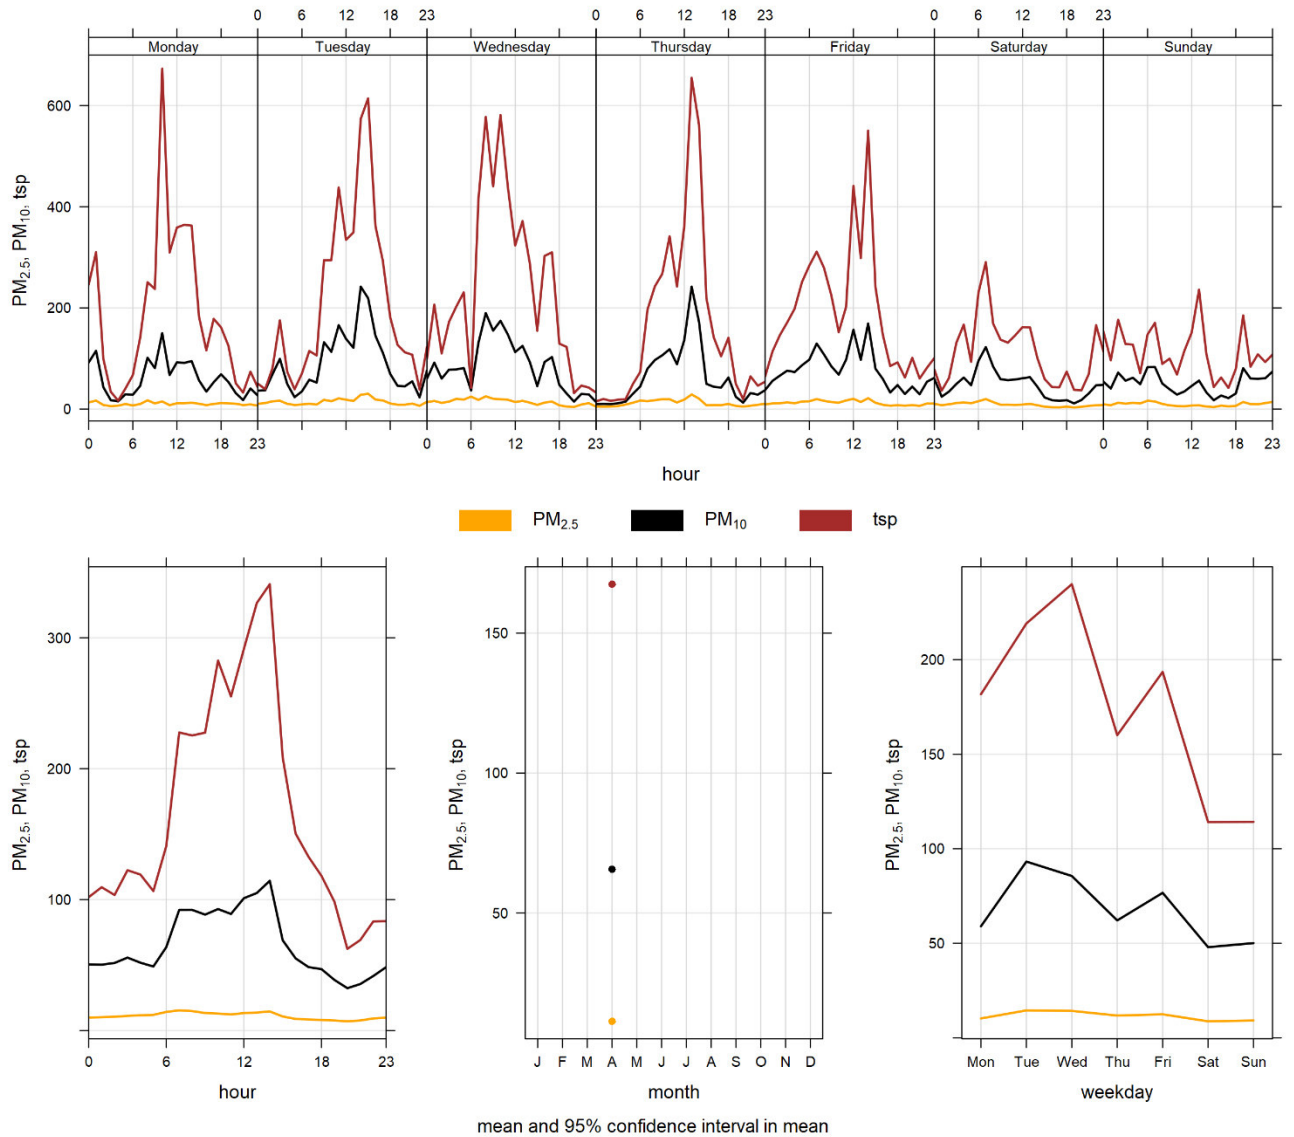 0 6 12 18 23 0 6 12 18 23 0 6 12 18 23
Monday Tuesday Wednesday Thursday Friday Saturday Sunday
600
400
200
0
PM2.5, PM10, tsp
0 6 12 18 23 0 6 12 18 23 0 6 12 18 23 0 6 12 18 23
hour
PM2.5 PM10 tsp
300
200
100
PM2.5, PM10, tsp
0 6 12 18 23
hour
150
100
50
PM2.5, PM10, tsp
J F M A M J J A S O N D
month
200
150
100
50
PM2.5, PM10, tsp
Mon Tue Wed Thu Fri Sat Sun
weekday
mean and 95% confidence interval in mean